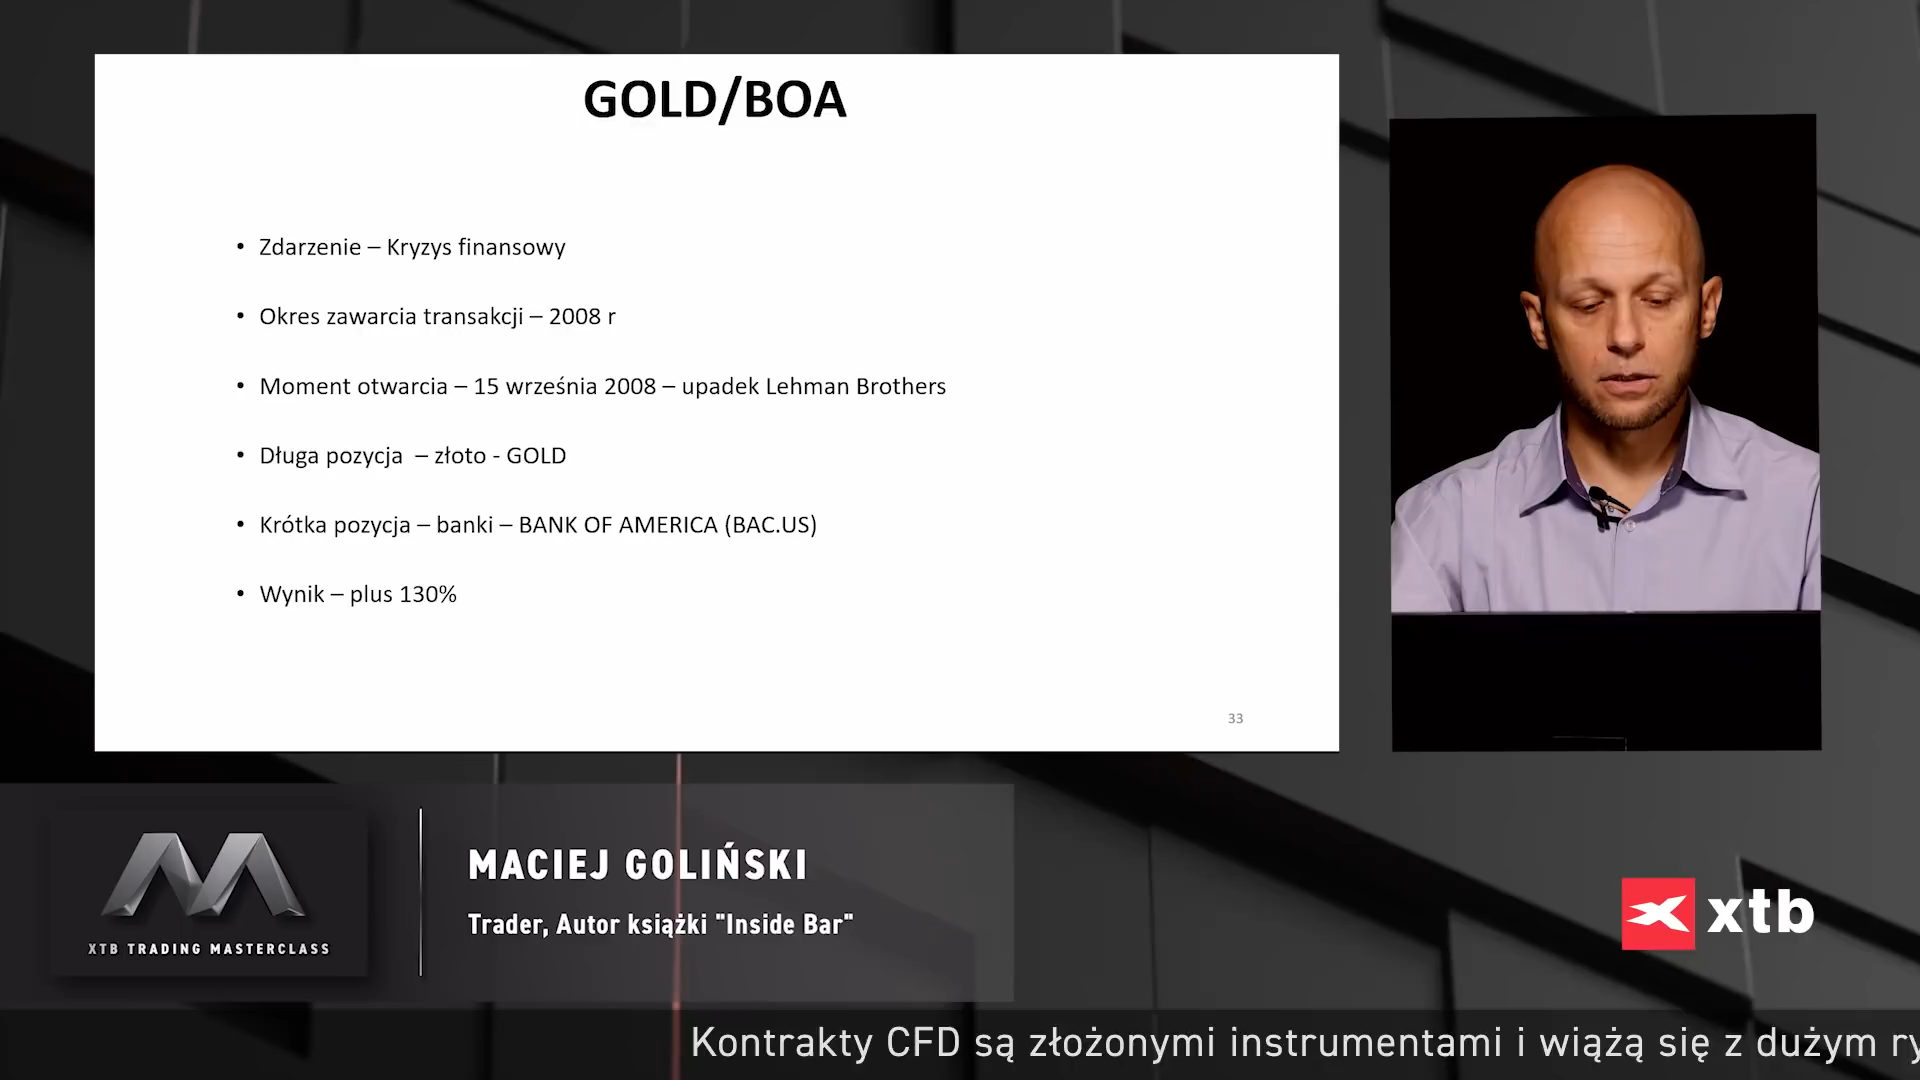 GOLD/BOA
• Zdarzenie – Kryzys finansowy
• Okres zawarcia transakcji – 2008 r
• Moment otwarcia – 15 września 2008 – upadek Lehman Brothers
• Długa pozycja – złoto - GOLD
• Krótka pozycja – banki – BANK OF AMERICA (BAC.US)
• Wynik – plus 130%
33
XTB TRADING MASTERCLASS
MACIEJ GOLIŃSKI
Trader, Autor książki "Inside Bar"
xtb
Kontrakty CFD są złożonymi instrumentami i wiążą się z dużym ry